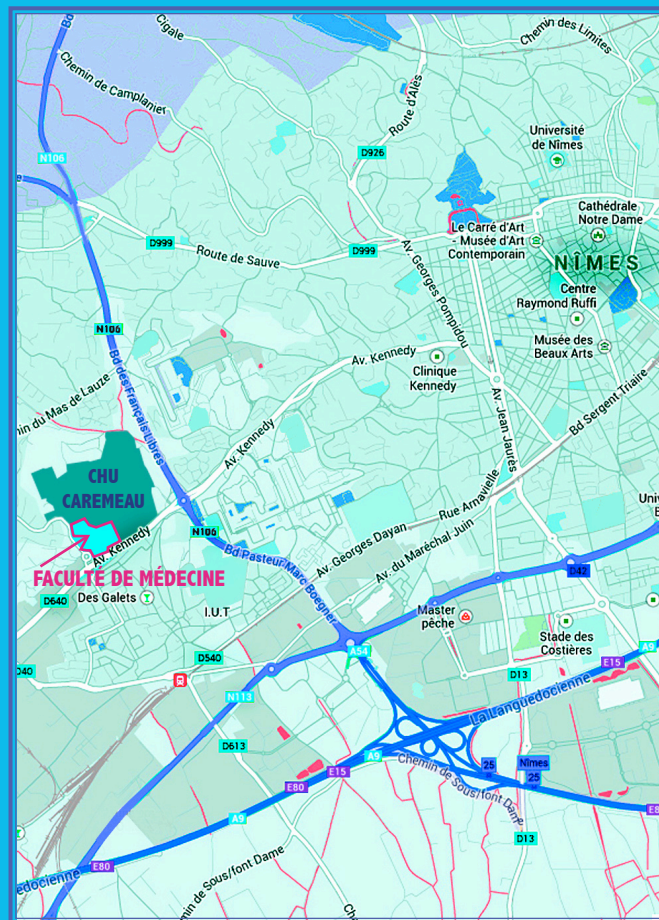 Bo
Cigale
Chemin des Limites
Chemin de Camplanier
Route d'Alès
Université
de Nîmes
N106
D926
Cathédrale
Notre Dame
Le Carré d'Art
- Musée d'Art
Contemporain
D999
Route de Sauve
D999
Av. Georges Pompidou
NÎMES
Centre
Raymond Ruffi
N106
Bd des Français Libres
Musée des
Beaux Arts
Av. Kennedy
Clinique
Kennedy
min du Mas de Lauze
Av. Jean Jaurès
Bd Sergent Triaire
Av. Kennedy
CHU
CAREMEAU
Rue Arnavielle
Univ
N106
Av. Georges Dayan
Av. du Maréchal Juin
Av. Kennedy
Bd Pasteur Marc Boegner
FACULTÉ DE MÉDECINE
D42
D640
Des Galets
I.U.T
Master
pêche
Stade des
Costières
A54
A9
D40
D540
E15
D13
N113
La Languedocienne
D613
A9
Chemin de Sous/font Dame
25
Nîmes
25
E15
E80
A9
D13
E80
edocienne
min de Sous/font Dame
Cha